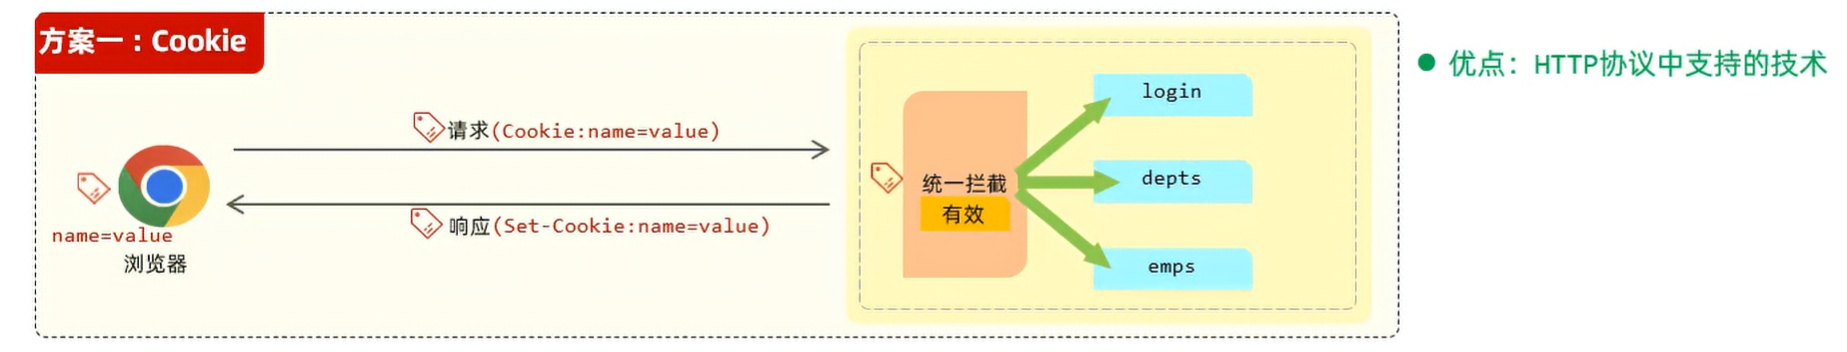 方案一：Cookie
优点：HTTP协议中支持的技术
请求(Cookie:name=value)
响应(Set-Cookie:name=value)
name=value
浏览器
统一拦截
有效
login
depts
emps